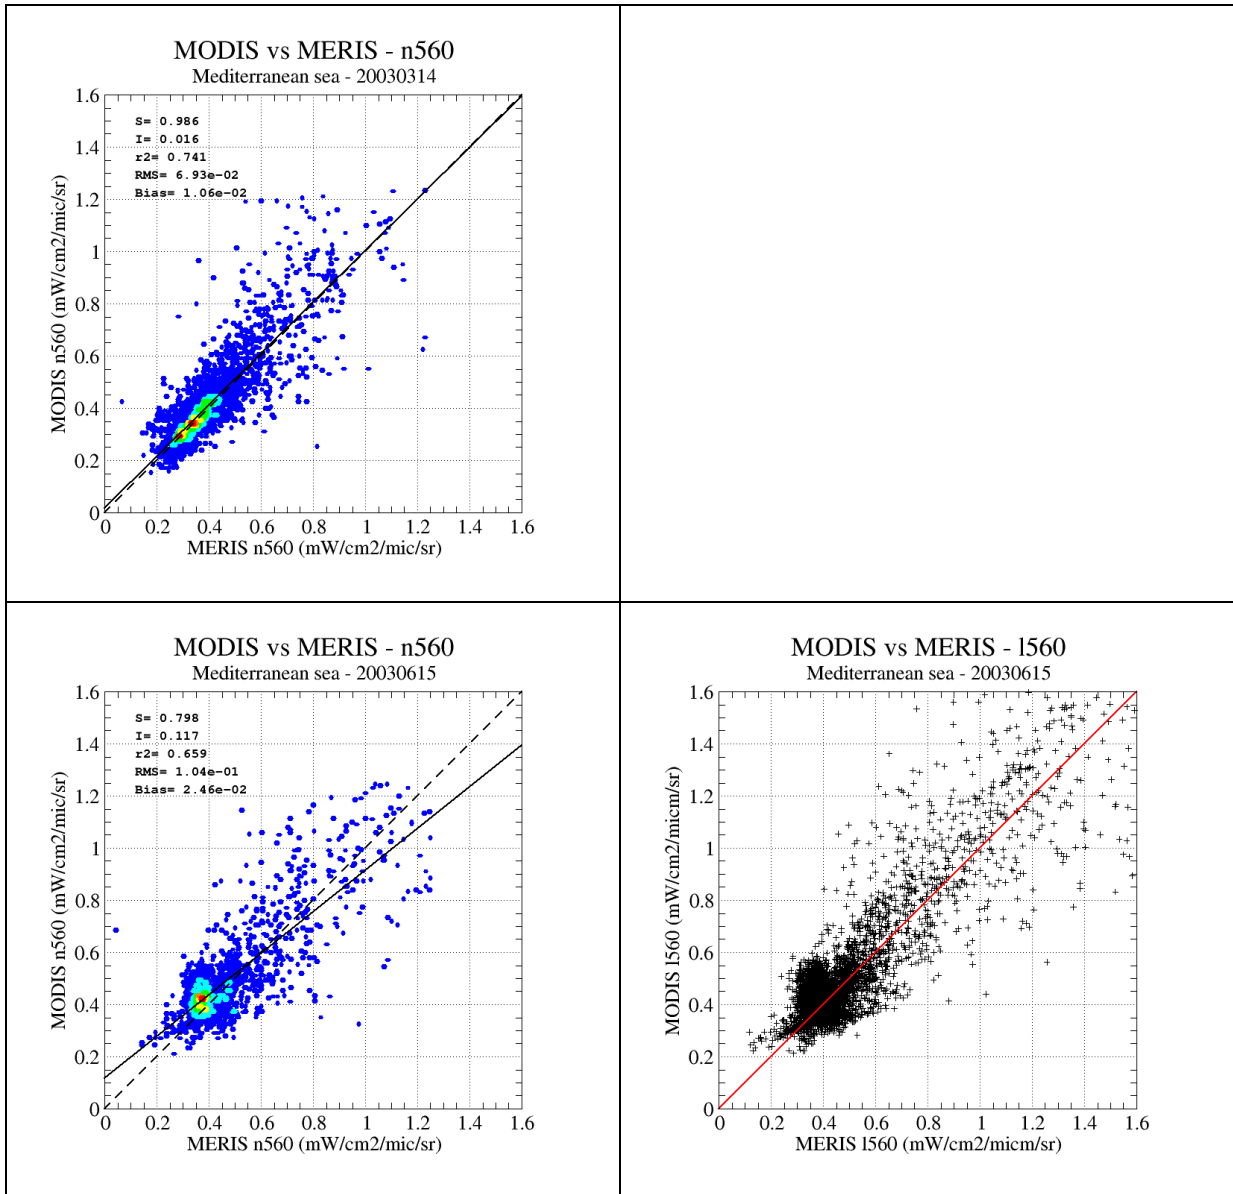 MODIS vs MERIS - n560
Mediterranean sea - 20030314
S= 0.986
I= 0.016
r2= 0.741
RMS= 6.93e-02
Bias= 1.06e-02
1.6
1.4
1.2
1
0.8
0.6
0.4
0.2
0
MODIS n560 (mW/cm2/mic/sr)
0 0.2 0.4 0.6 0.8 1 1.2 1.4 1.6
MERIS n560 (mW/cm2/mic/sr)
MODIS vs MERIS - n560
Mediterranean sea - 20030615
S= 0.798
I= 0.117
r2= 0.659
RMS= 1.04e-01
Bias= 2.46e-02
1.6
1.4
1.2
1
0.8
0.6
0.4
0.2
0
MODIS n560 (mW/cm2/mic/sr)
0 0.2 0.4 0.6 0.8 1 1.2 1.4 1.6
MERIS n560 (mW/cm2/mic/sr)
MODIS vs MERIS - l560
Mediterranean sea - 20030615
1.6
1.4
1.2
1
0.8
0.6
0.4
0.2
0
MODIS l560 (mW/cm2/micm/sr)
0 0.2 0.4 0.6 0.8 1 1.2 1.4 1.6
MERIS l560 (mW/cm2/micm/sr)